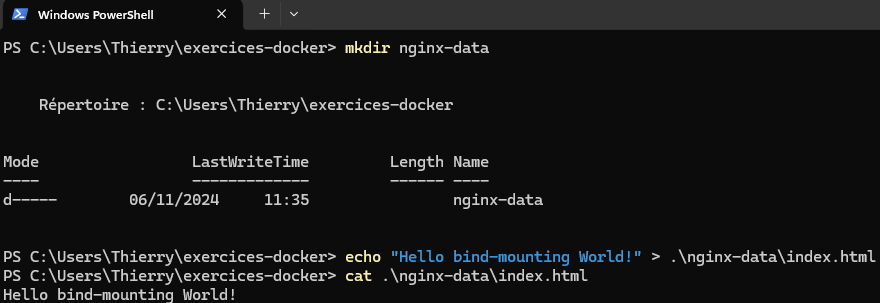 Windows PowerShell
PS C:\Users\Thierry\exercices-docker> mkdir nginx-data
Répertoire : C:\Users\Thierry\exercices-docker
Mode LastWriteTime Length Name
---- ------------- ------ ----
d----- 06/11/2024 11:35 nginx-data
PS C:\Users\Thierry\exercices-docker> echo "Hello bind-mounting World!" > .\nginx-data\index.html
PS C:\Users\Thierry\exercices-docker> cat .\nginx-data\index.html
Hello bind-mounting World!